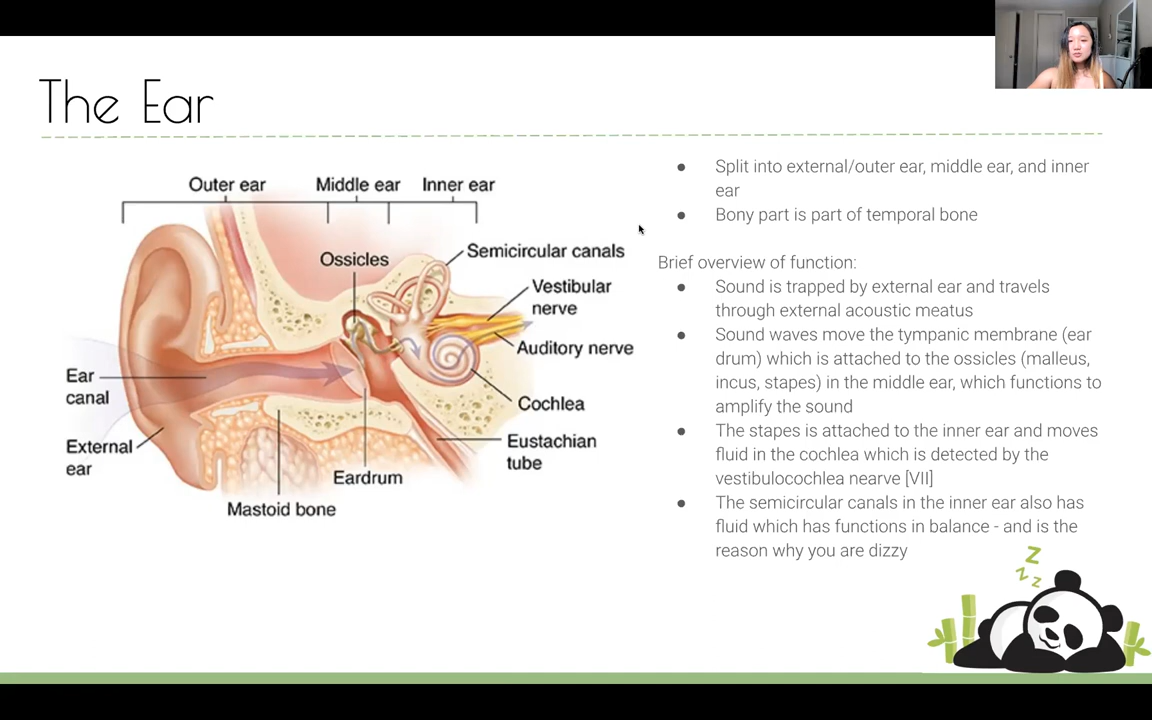 The Ear
Outer ear
Middle ear
Inner ear
Ossicles
Semicircular canals
Vestibular
nerve
Auditory nerve
Ear
canal
Cochlea
External
ear
Eustachian
tube
Eardrum
Mastoid bone
● Split into external/outer ear, middle ear, and inner
ear
● Bony part is part of temporal bone
Brief overview of function:
● Sound is trapped by external ear and travels
through external acoustic meatus
● Sound waves move the tympanic membrane (ear
drum) which is attached to the ossicles (malleus,
incus, stapes) in the middle ear, which functions to
amplify the sound
● The stapes is attached to the inner ear and moves
fluid in the cochlea which is detected by the
vestibulocochlea nearve [VII]
● The semicircular canals in the inner ear also has
fluid which has functions in balance - and is the
reason why you are dizzy
Z
Z
Z